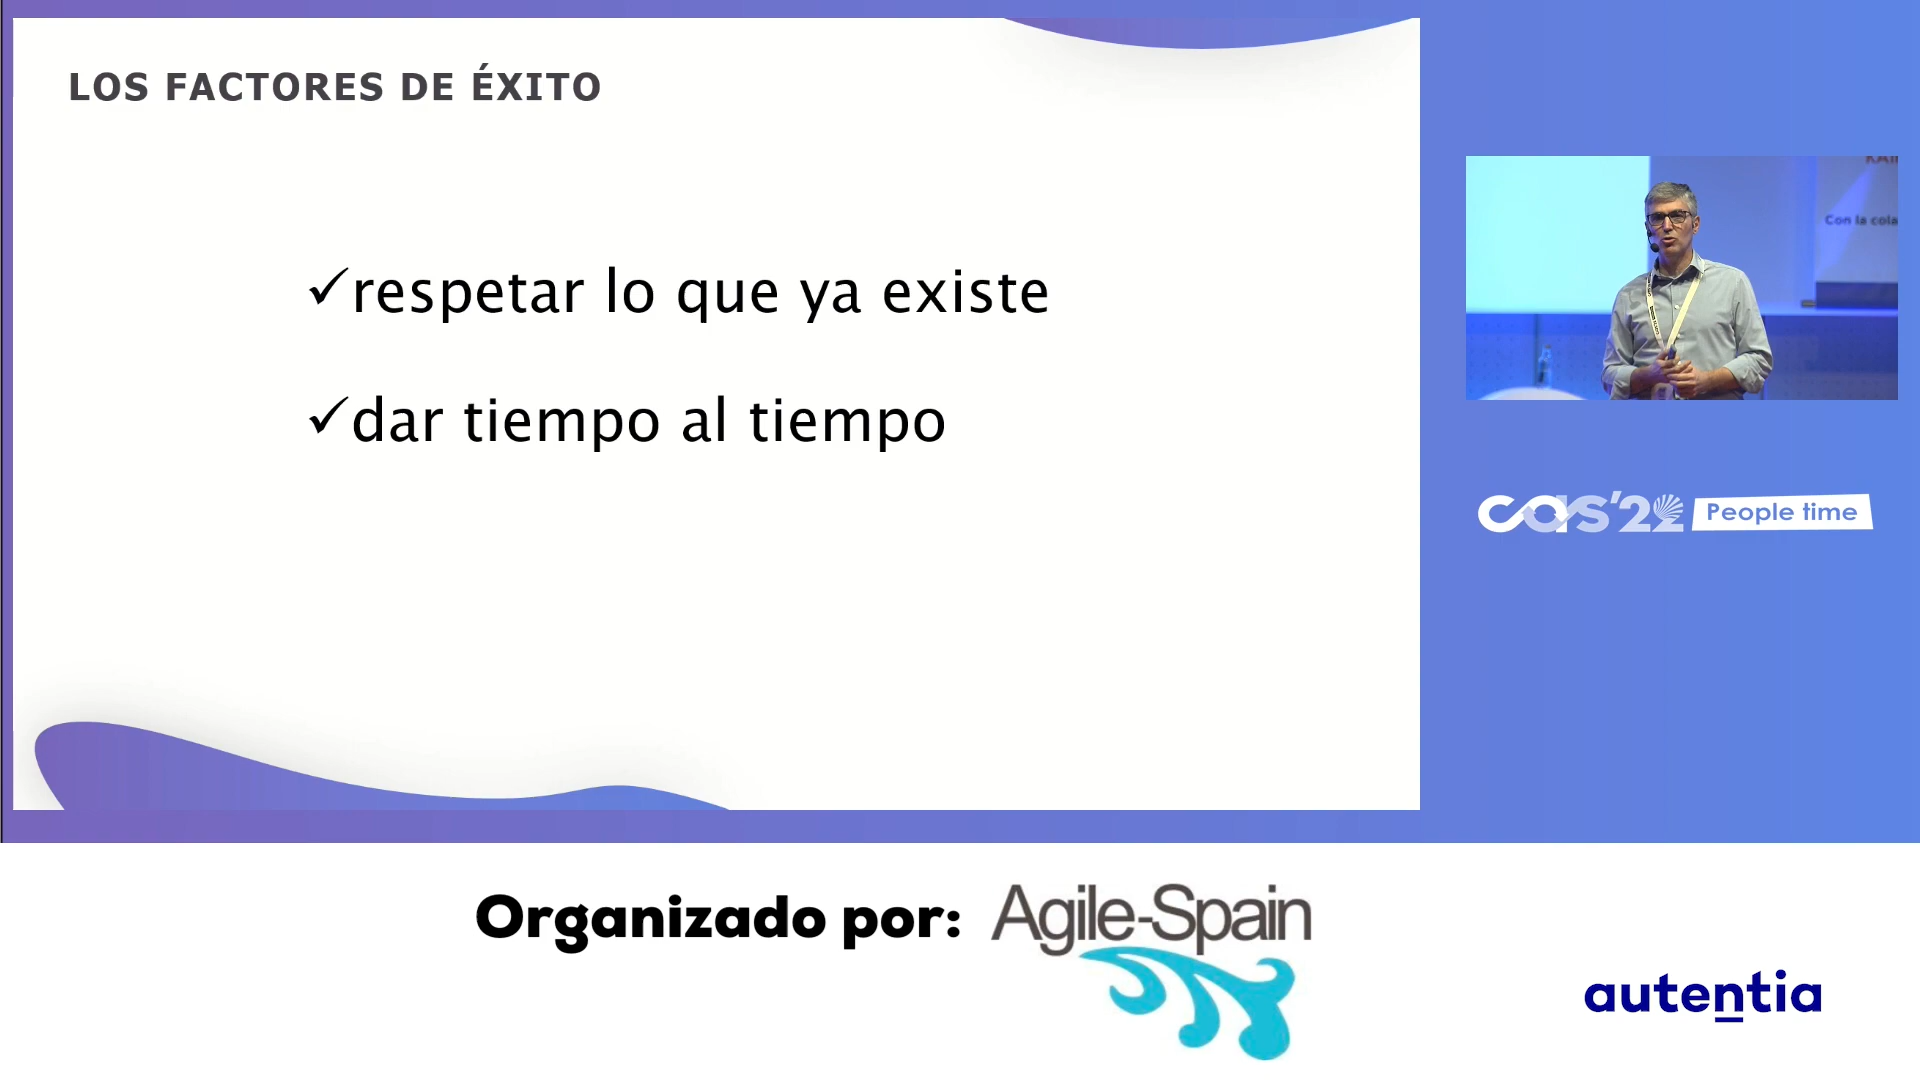 LOS FACTORES DE ÉXITO
✓respetar lo que ya existe
✓dar tiempo al tiempo
Con la cola
cas'22 People time
Organizado por: Agile-Spain
autentia